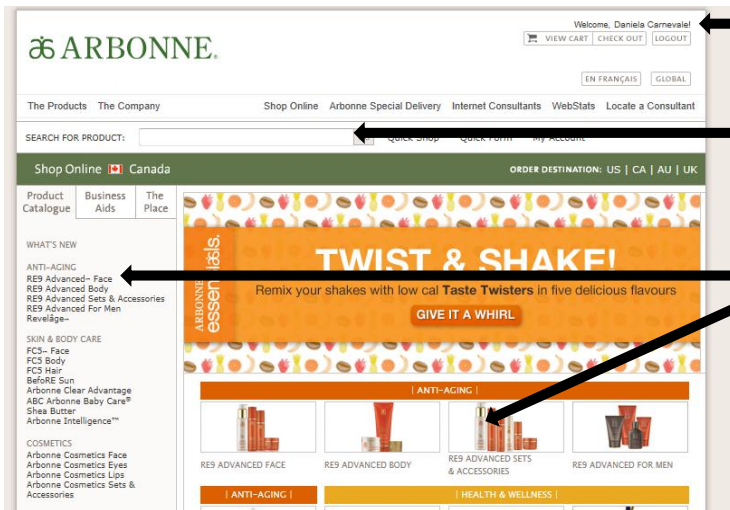 Welcome, Daniela Carnevale!
ARBONNE.
VIEW CART CHECK OUT LOGOUT
EN FRANÇAIS GLOBAL
The Products The Company Shop Online Arbonne Special Delivery Internet Consultants WebStats Locate a Consultant
SEARCH FOR PRODUCT: Quick Shop Quick Form My Account
Shop Online Canada ORDER DESTINATION: US | CA | AU | UK
Product Catalogue
Business Aids
The Place
WHAT'S NEW
ANTI-AGING
RE9 Advanced~ Face
RE9 Advanced Body
RE9 Advanced Sets & Accessories
RE9 Advanced For Men
Revelâge~
SKIN & BODY CARE
FC5~ Face
FC5 Body
FC5 Hair
BefoRE Sun
Arbonne Clear Advantage
ABC Arbonne Baby Care®
Shea Butter
Arbonne Intelligence™
COSMETICS
Arbonne Cosmetics Face
Arbonne Cosmetics Eyes
Arbonne Cosmetics Lips
Arbonne Cosmetics Sets &
Accessories
ARBONNE
essentials.
TWIST & SHAKE!
Remix your shakes with low cal Taste Twisters in five delicious flavours
GIVE IT A WHIRL
| ANTI-AGING |
RE9 ADVANCED FACE
RE9 ADVANCED BODY
RE9 ADVANCED SETS
& ACCESSORIES
RE9 ADVANCED FOR MEN
| ANTI-AGING |
| HEALTH & WELLNESS |